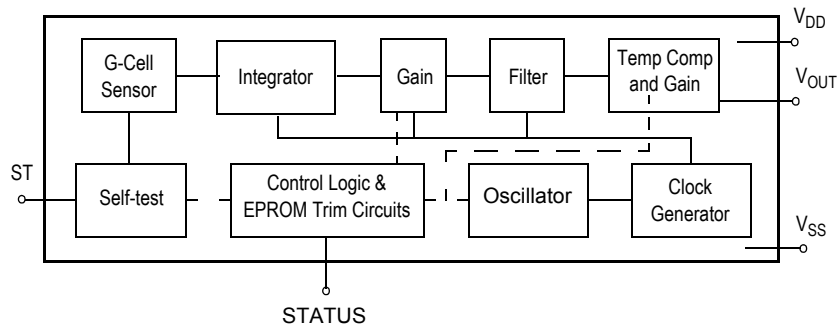 V_DD
G-Cell
Sensor
Integrator
Gain
Filter
Temp Comp
and Gain
V_OUT
ST
Self-test
Control Logic &
EPROM Trim Circuits
Oscillator
Clock
Generator
V_SS
STATUS